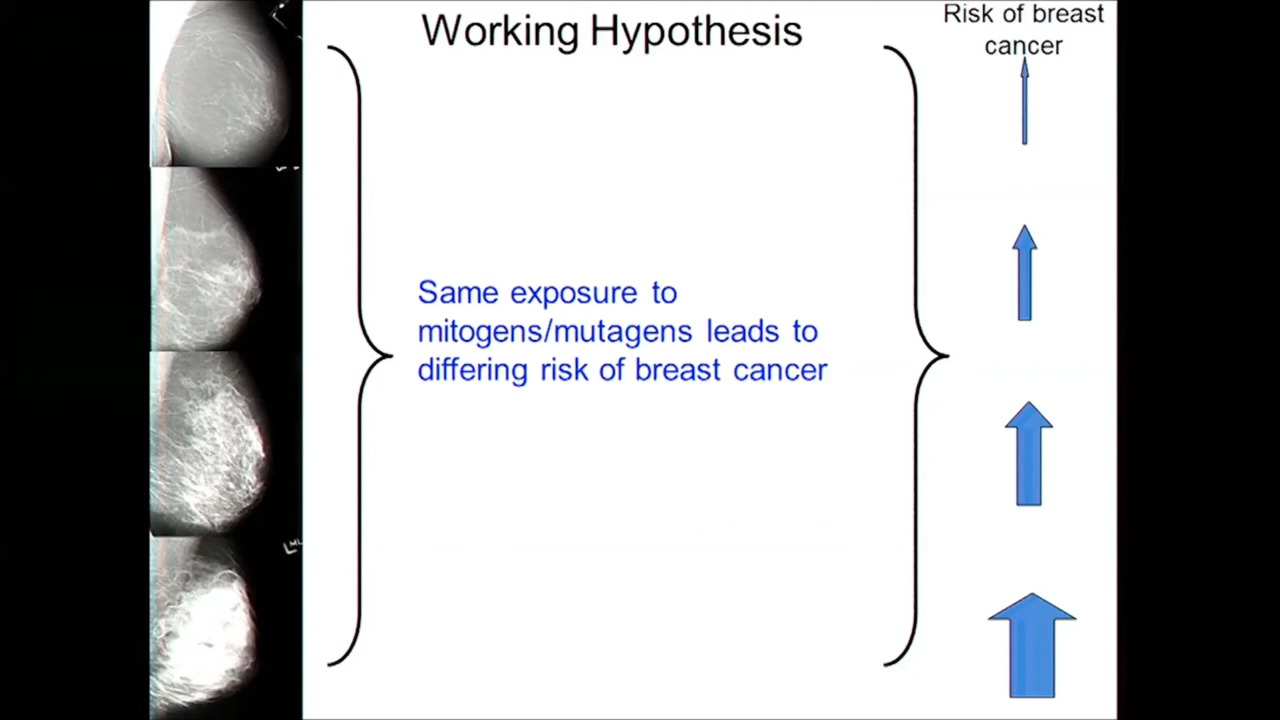 Working Hypothesis
Risk of breast
cancer
Same exposure to
mitogens/mutagens leads to
differing risk of breast cancer